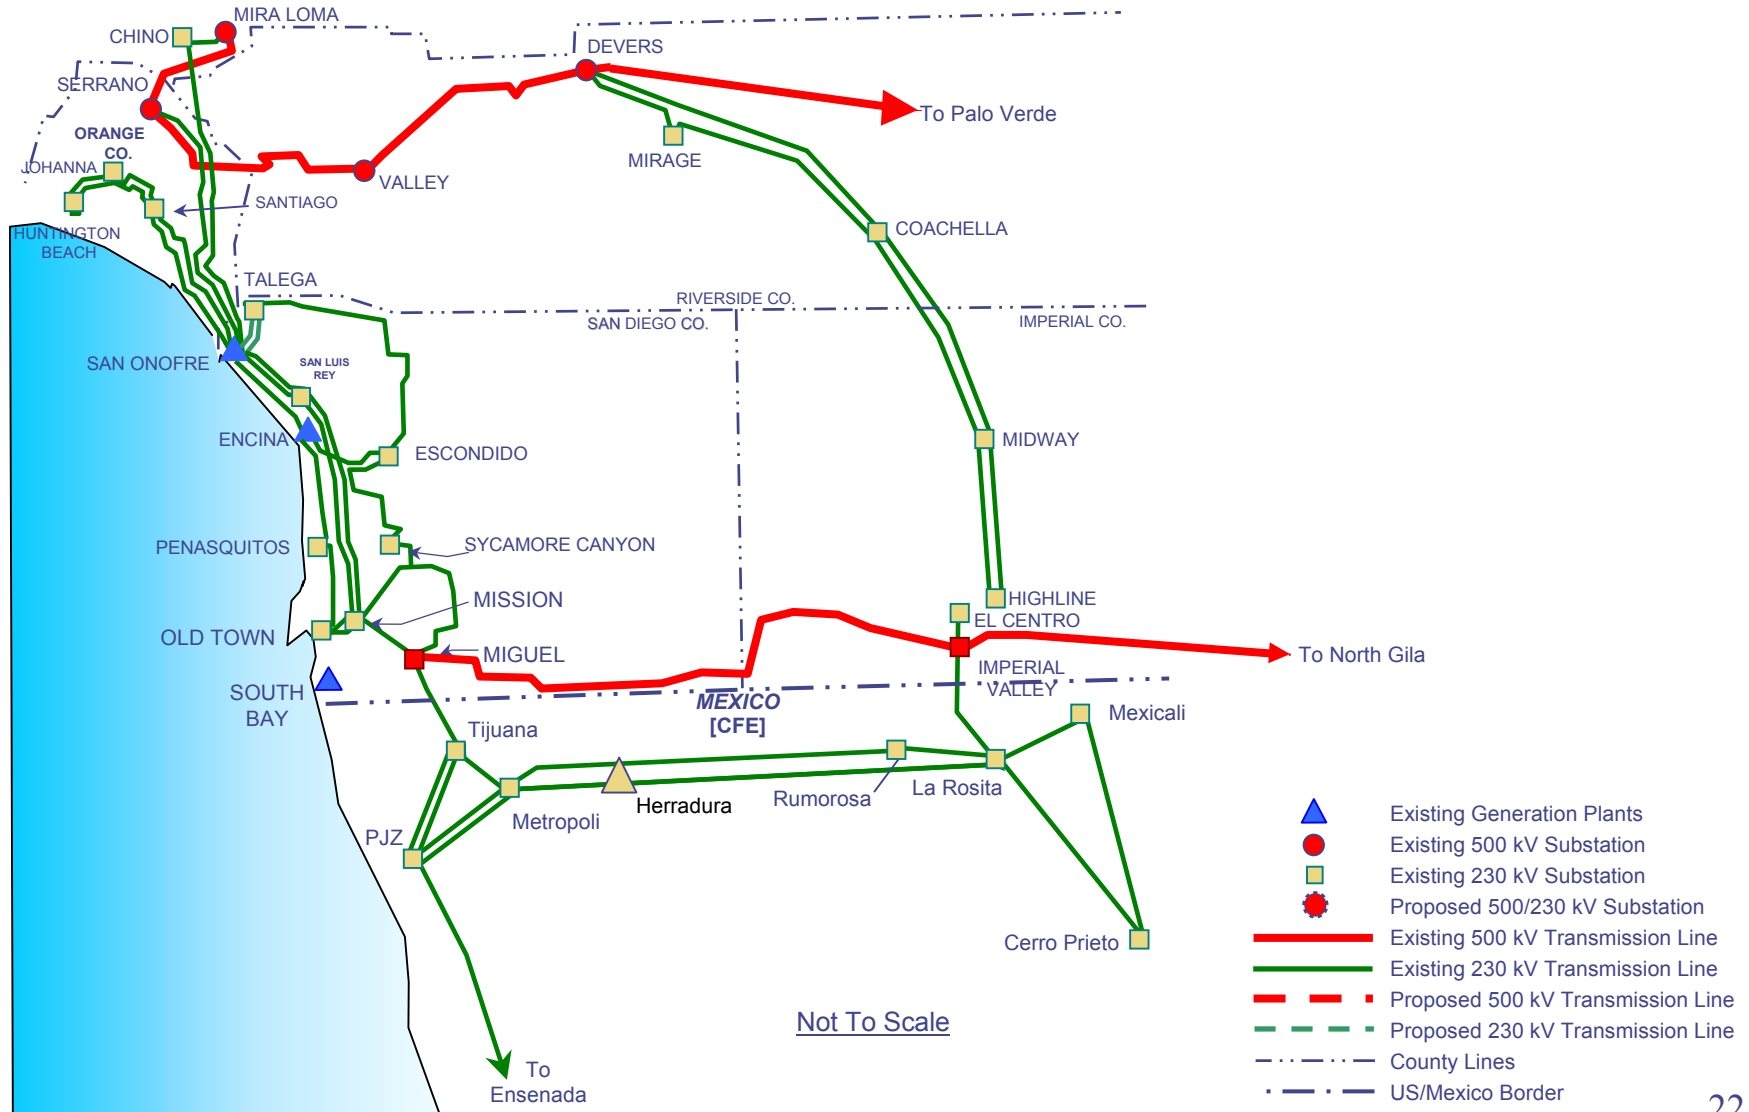 MIRA LOMA
CHINO
DEVERS
SERRANO
To Palo Verde
ORANGE
CO.
MIRAGE
JOHANNA
VALLEY
SANTIAGO
COACHELLA
HUNTINGTON
BEACH
TALEGA
RIVERSIDE CO.
SAN DIEGO CO.
IMPERIAL CO.
SAN ONOFRE
SAN LUIS
REY
ENCINA
ESCONDIDO
MIDWAY
PENASQUITOS
SYCAMORE CANYON
MISSION
HIGHLINE
EL CENTRO
OLD TOWN
MIGUEL
To North Gila
IMPERIAL
VALLEY
SOUTH
BAY
MEXICO
[CFE]
Mexicali
Tijuana
Rumorosa
La Rosita
Herradura
Metropoli
PJZ
Cerro Prieto
Not To Scale
To
Ensenada
Existing Generation Plants
Existing 500 kV Substation
Existing 230 kV Substation
Proposed 500/230 kV Substation
Existing 500 kV Transmission Line
Existing 230 kV Transmission Line
Proposed 500 kV Transmission Line
Proposed 230 kV Transmission Line
County Lines
US/Mexico Border
22